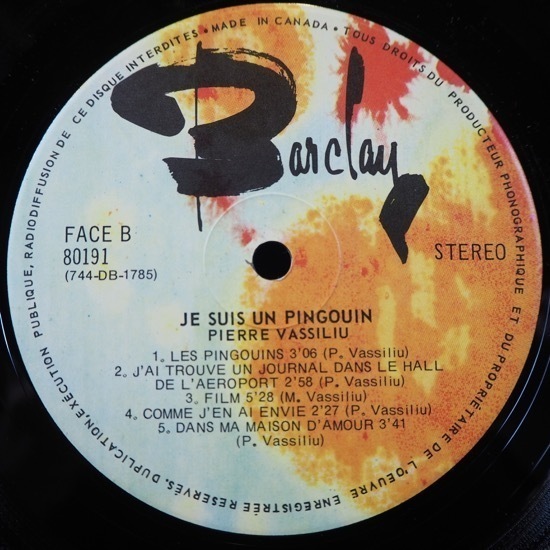 DUPLICATION, EXÉCUTION PUBLIQUE, RADIODIFFUSION DE CE DISQUE INTERDITES • MADE IN CANADA • TOUS DROITS DU PRODUCTEUR PHONOGRAPHIQUE ET DU PROPRIÉTAIRE DE L'OEUVRE ENREGISTRÉE RESERVÉS.
Barclay
FACE B
80191
(744-DB-1785)
STEREO
JE SUIS UN PINGOUIN
PIERRE VASSILIU
1. LES PINGOUINS 3'06 (P. Vassiliu)
2. J'AI TROUVE UN JOURNAL DANS LE HALL
DE L'AEROPORT 2'58 (P. Vassiliu)
3. FILM 5'28 (M. Vassiliu)
4. COMME J'EN AI ENVIE 2'27 (P. Vassiliu)
5. DANS MA MAISON D'AMOUR 3'41
(P. Vassiliu)